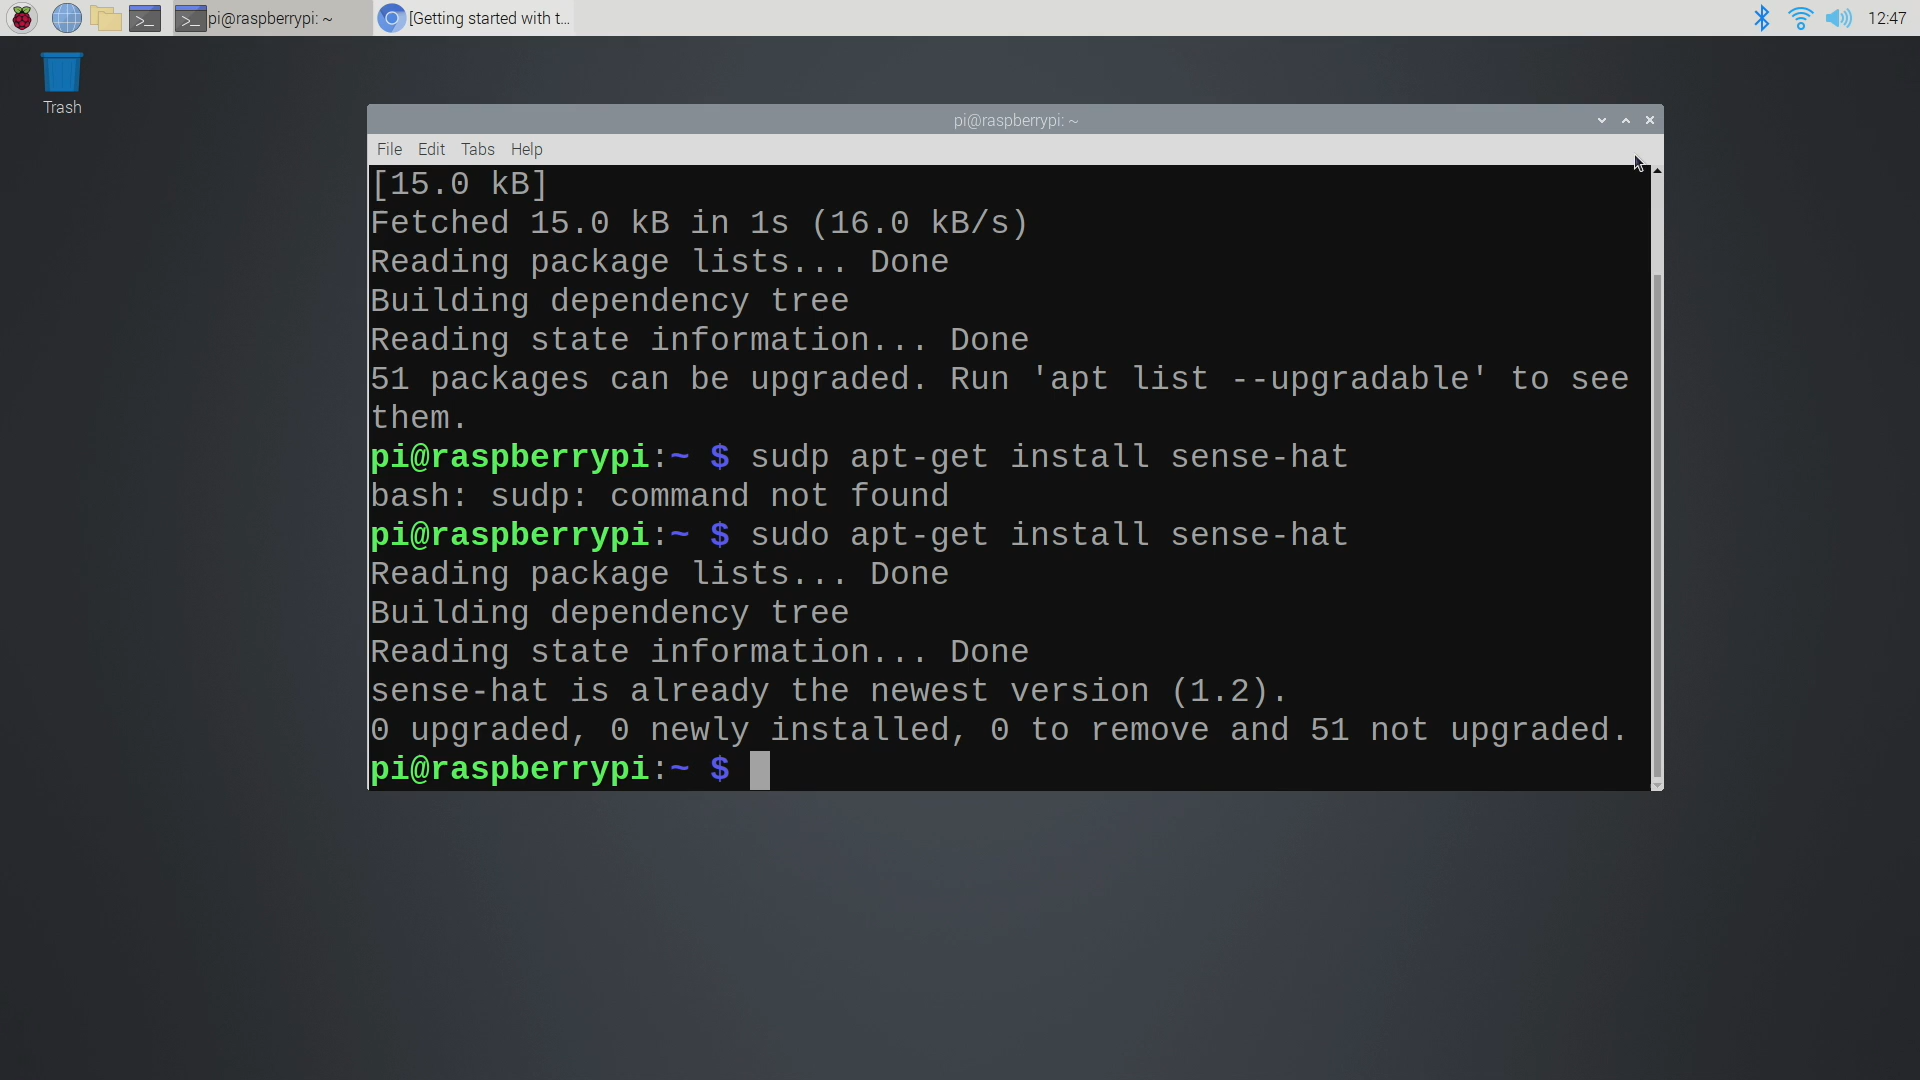 pi@raspberrypi: ~
[Getting started with t...
12:47
Trash
pi@raspberrypi: ~
File Edit Tabs Help
[15.0 kB]
Fetched 15.0 kB in 1s (16.0 kB/s)
Reading package lists... Done
Building dependency tree
Reading state information... Done
51 packages can be upgraded. Run 'apt list --upgradable' to see
them.
pi@raspberrypi:~ $ sudp apt-get install sense-hat
bash: sudp: command not found
pi@raspberrypi:~ $ sudo apt-get install sense-hat
Reading package lists... Done
Building dependency tree
Reading state information... Done
sense-hat is already the newest version (1.2).
0 upgraded, 0 newly installed, 0 to remove and 51 not upgraded.
pi@raspberrypi:~ $